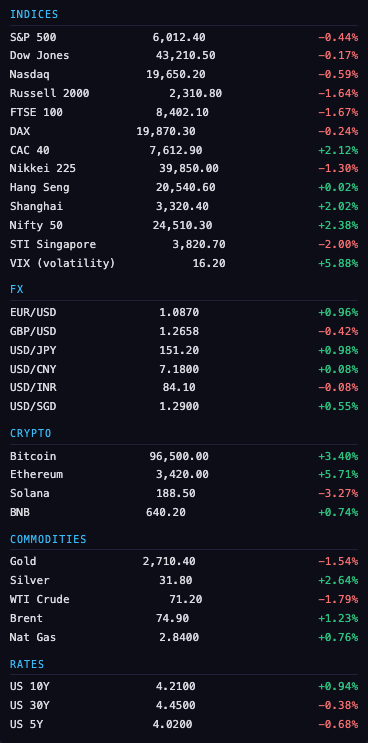 INDICES
S&P 500 6,012.40 −0.44%
Dow Jones 43,210.50 −0.17%
Nasdaq 19,650.20 −0.59%
Russell 2000 2,310.80 −1.64%
FTSE 100 8,402.10 −1.67%
DAX 19,870.30 −0.24%
CAC 40 7,612.90 +2.12%
Nikkei 225 39,850.00 −1.30%
Hang Seng 20,540.60 +0.02%
Shanghai 3,320.40 +2.02%
Nifty 50 24,510.30 +2.38%
STI Singapore 3,820.70 −2.00%
VIX (volatility) 16.20 +5.88%
FX
EUR/USD 1.0870 +0.96%
GBP/USD 1.2658 −0.42%
USD/JPY 151.20 +0.98%
USD/CNY 7.1800 +0.08%
USD/INR 84.10 −0.08%
USD/SGD 1.2900 +0.55%
CRYPTO
Bitcoin 96,500.00 +3.40%
Ethereum 3,420.00 +5.71%
Solana 188.50 −3.27%
BNB 640.20 +0.74%
COMMODITIES
Gold 2,710.40 −1.54%
Silver 31.80 +2.64%
WTI Crude 71.20 −1.79%
Brent 74.90 +1.23%
Nat Gas 2.8400 +0.76%
RATES
US 10Y 4.2100 +0.94%
US 30Y 4.4500 −0.38%
US 5Y 4.0200 −0.68%